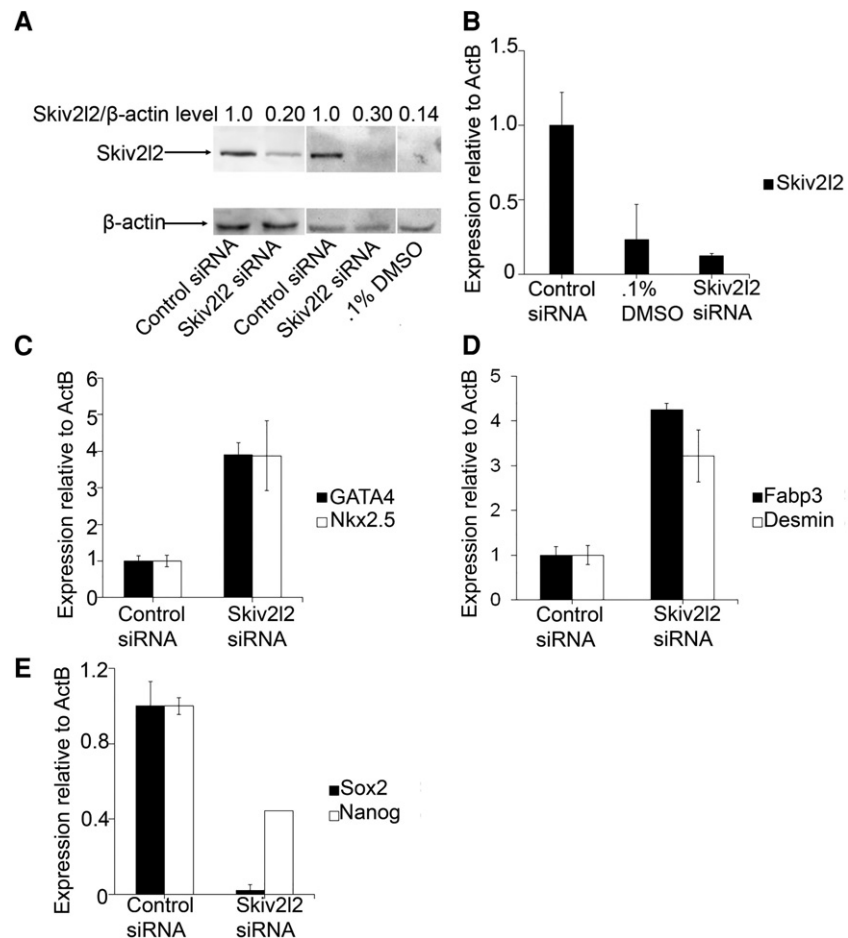 A
Skiv2l2/β-actin level 1.0 0.20 1.0 0.30 0.14
Skiv2l2
β-actin
Control siRNA
Skiv2l2 siRNA
Control siRNA
Skiv2l2 siRNA
.1% DMSO
B
Expression relative to ActB
1.5
1.0
0.5
0
Control
siRNA
.1%
DMSO
Skiv2l2
siRNA
Skiv2l2
C
Expression relative to ActB
6
5
4
3
2
1
0
Control
siRNA
Skiv2l2
siRNA
GATA4
Nkx2.5
D
Expression relative to ActB
5
4
3
2
1
0
Control
siRNA
Skiv2l2
siRNA
Fabp3
Desmin
E
Expression relative to ActB
1.2
0.8
0.4
0
Control
siRNA
Skiv2l2
siRNA
Sox2
Nanog